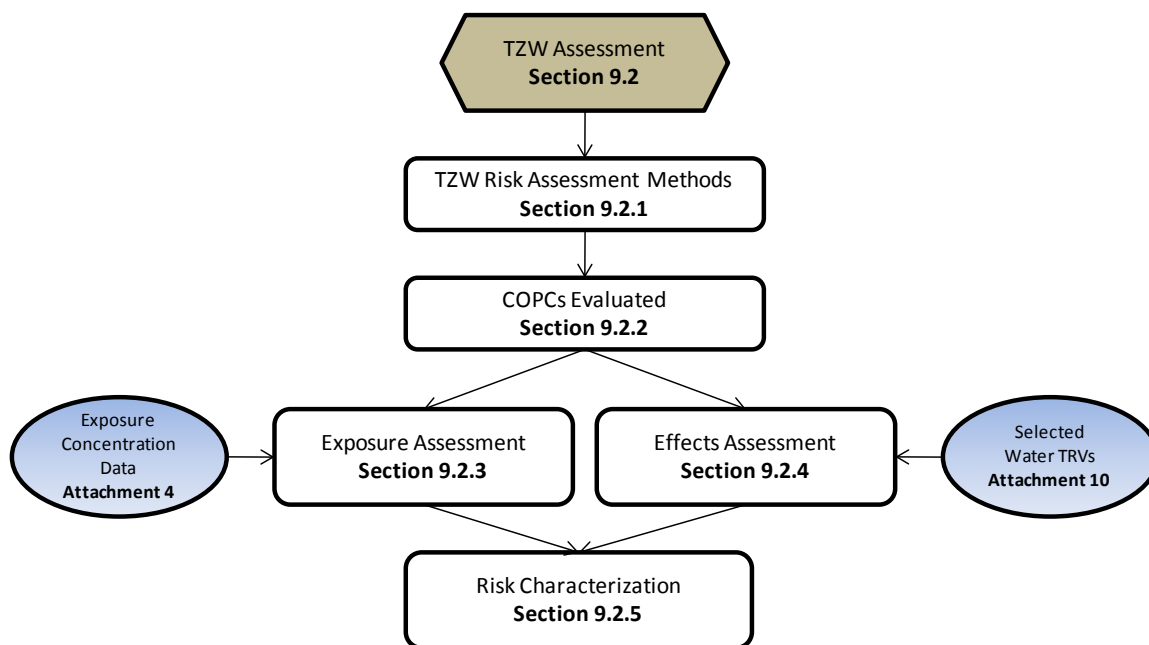 TZW Assessment
Section 9.2
TZW Risk Assessment Methods
Section 9.2.1
COPCs Evaluated
Section 9.2.2
Exposure
Concentration
Data
Attachment 4
Exposure Assessment
Section 9.2.3
Effects Assessment
Section 9.2.4
Selected
Water TRVs
Attachment 10
Risk Characterization
Section 9.2.5